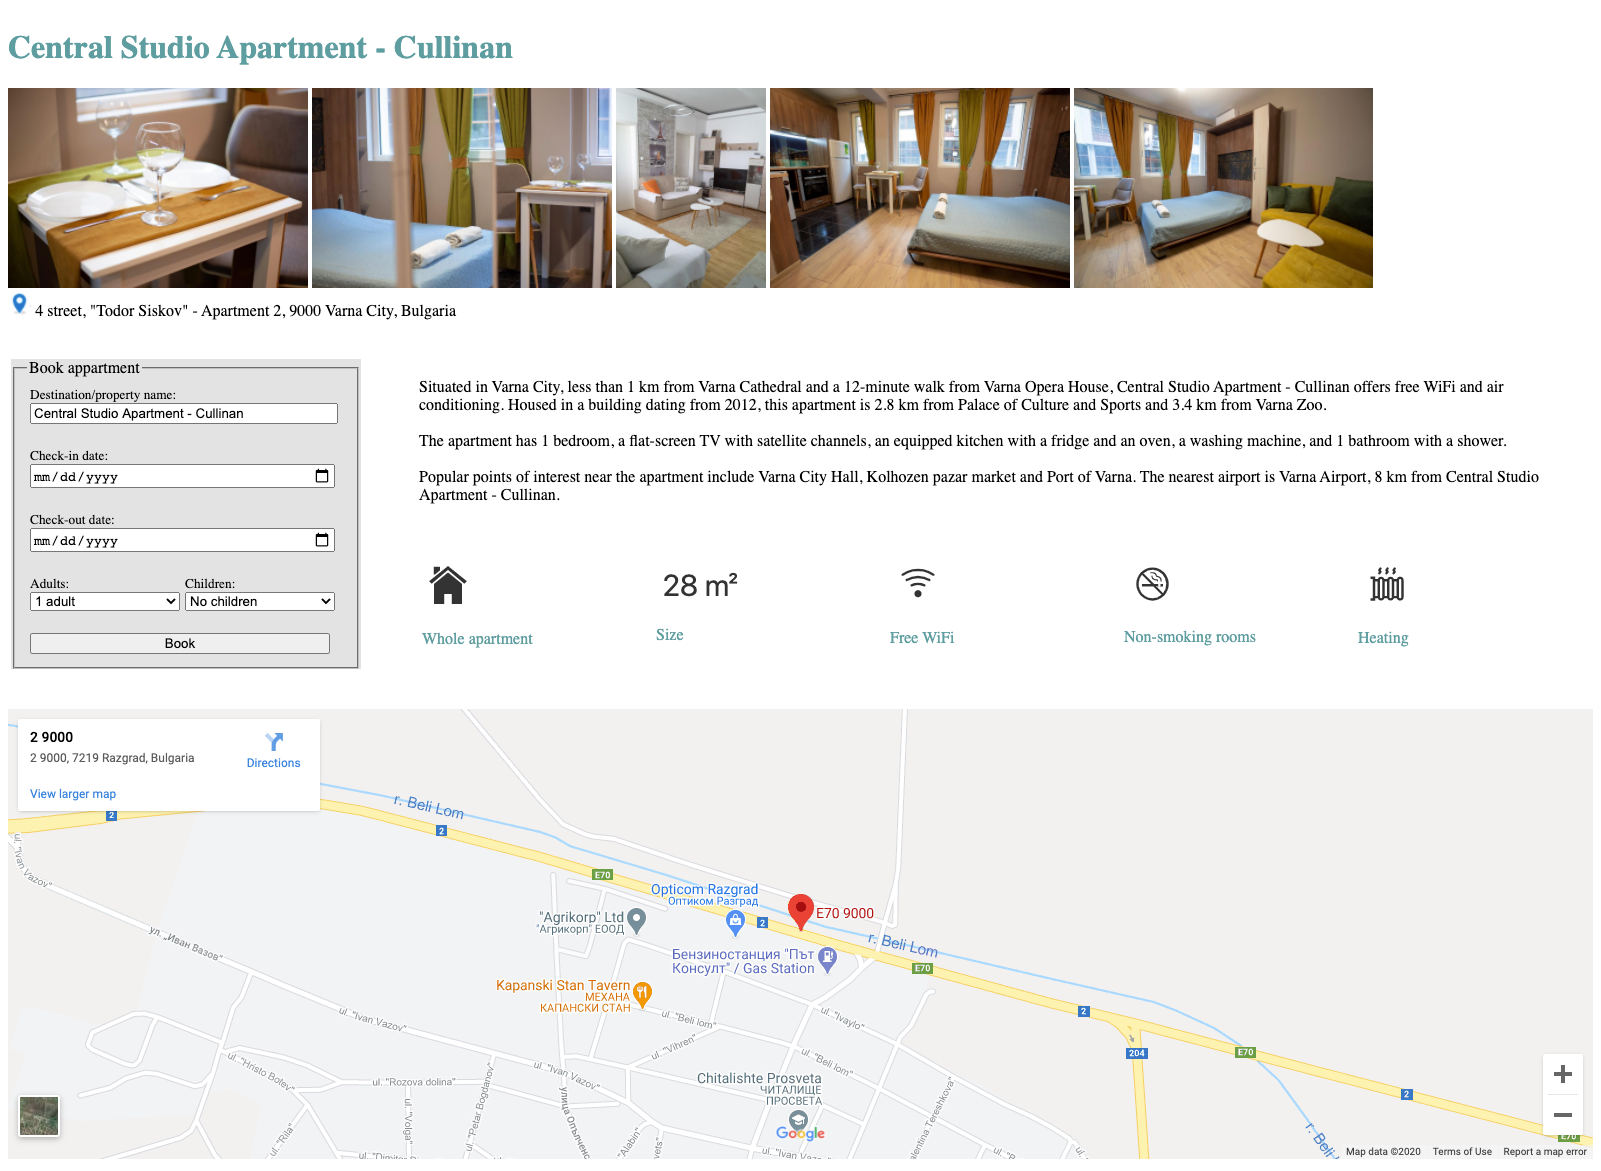 Central Studio Apartment - Cullinan
4 street, "Todor Siskov" - Apartment 2, 9000 Varna City, Bulgaria
Book appartment
Destination/property name:
Central Studio Apartment - Cullinan
Check-in date:
mm/dd/yyyy
Check-out date:
mm/dd/yyyy
Adults:
Children:
1 adult
No children
Book
Situated in Varna City, less than 1 km from Varna Cathedral and a 12-minute walk from Varna Opera House, Central Studio Apartment - Cullinan offers free WiFi and air
conditioning. Housed in a building dating from 2012, this apartment is 2.8 km from Palace of Culture and Sports and 3.4 km from Varna Zoo.
The apartment has 1 bedroom, a flat-screen TV with satellite channels, an equipped kitchen with a fridge and an oven, a washing machine, and 1 bathroom with a shower.
Popular points of interest near the apartment include Varna City Hall, Kolhozen pazar market and Port of Varna. The nearest airport is Varna Airport, 8 km from Central Studio
Apartment - Cullinan.
28 m²
Whole apartment
Size
Free WiFi
Non-smoking rooms
Heating
2 9000
2 9000, 7219 Razgrad, Bulgaria
Directions
View larger map
r. Beli Lom
2
2
ul. "Ivan Vazov"
E70
Opticom Razgrad
Оптиком Разград
"Agrikorp" Ltd
"Агрикорп" ЕООД
2
E70 9000
r. Beli Lom
ул. „Иван Вазов"
Бензиностанция "Път
Консулт" / Gas Station
E70
Kapanski Stan Tavern
МЕХАНА
КАПАНСКИ СТАН
ul. "Ivan Vazov"
ul. "Beli lom"
ul. "Ivaylo"
2
ul. "Vihren"
204
E70
ul. "Hristo Botev"
ul. "Ivan Vazov"
ul. "Beli lom"
ul. "Rozova dolina"
Chitalishte Prosveta
ЧИТАЛИЩЕ
ПРОСВЕТА
ul. "Petar Bogdanov"
2
ul. "Volga"
ul. "Rila"
Google
r. Beli
E70
Map data ©2020
Terms of Use
Report a map error